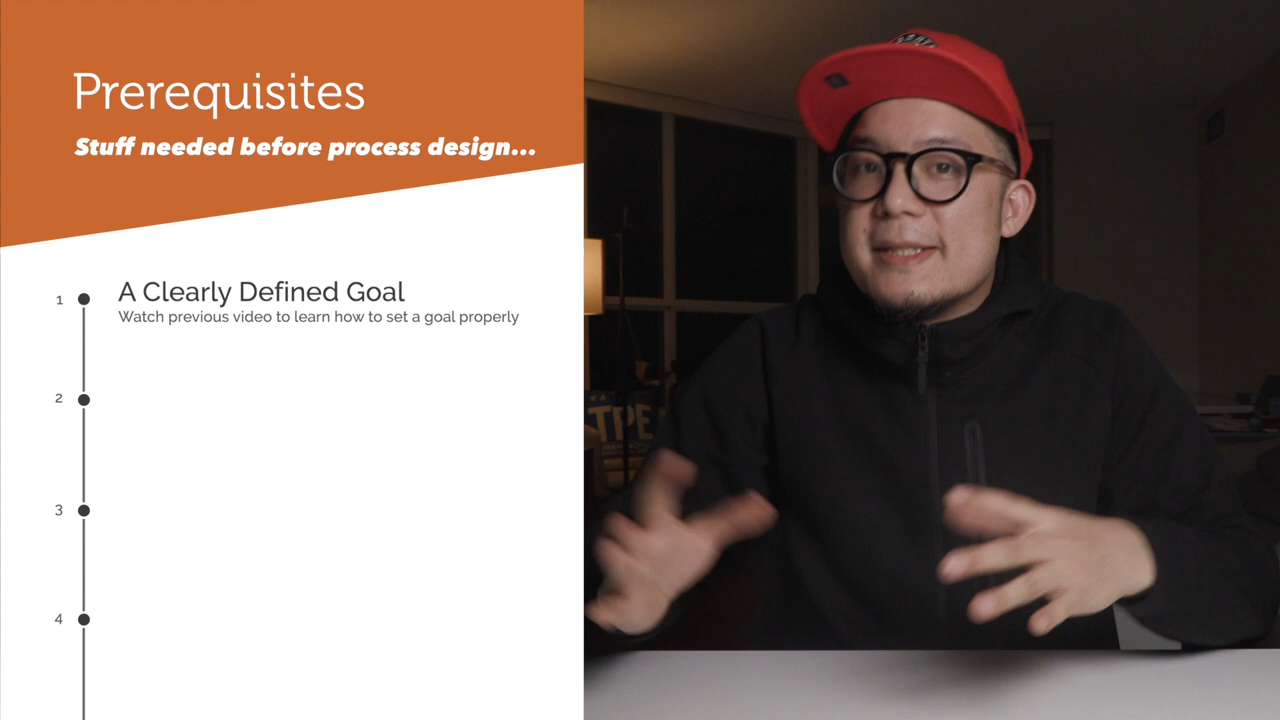 Prerequisites
Stuff needed before process design...
1
A Clearly Defined Goal
Watch previous video to learn how to set a goal properly
2
3
4
TPE